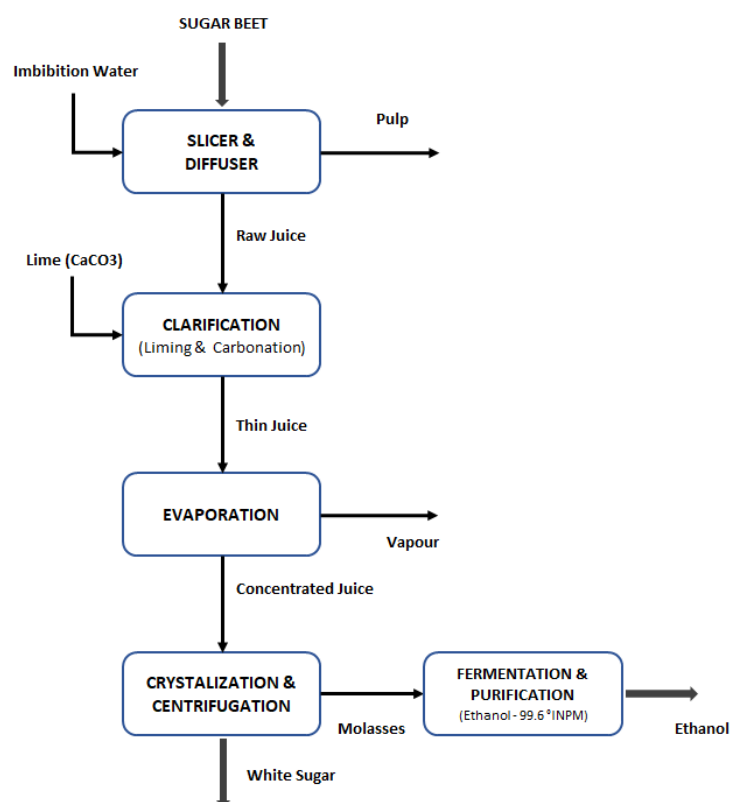 SUGAR BEET
Imbibition Water
SLICER &
DIFFUSER
Pulp
Raw Juice
Lime (CaCO3)
CLARIFICATION
(Liming & Carbonation)
Thin Juice
EVAPORATION
Vapour
Concentrated Juice
CRYSTALIZATION &
CENTRIFUGATION
Molasses
FERMENTATION &
PURIFICATION
(Ethanol - 99.6 °INPM)
Ethanol
White Sugar